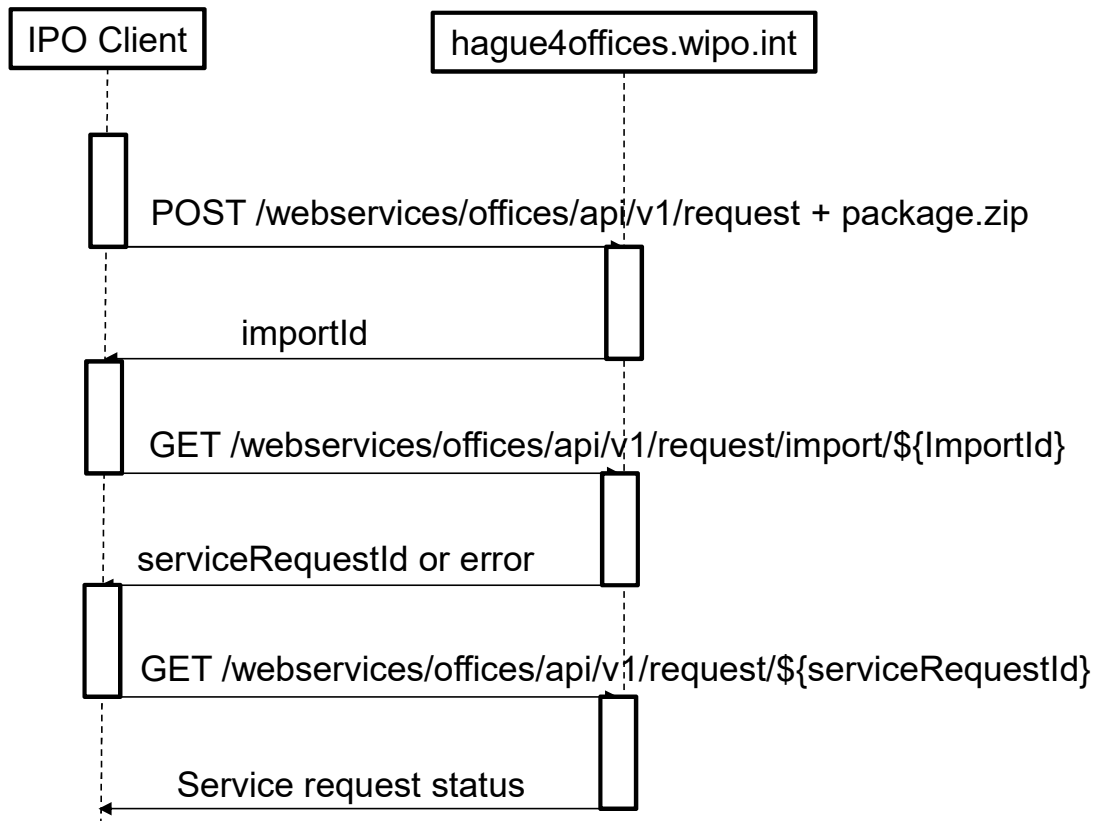 IPO Client
hague4offices.wipo.int
POST /webservices/offices/api/v1/request + package.zip
importId
GET /webservices/offices/api/v1/request/import/${ImportId}
serviceRequestId or error
GET /webservices/offices/api/v1/request/${serviceRequestId}
Service request status